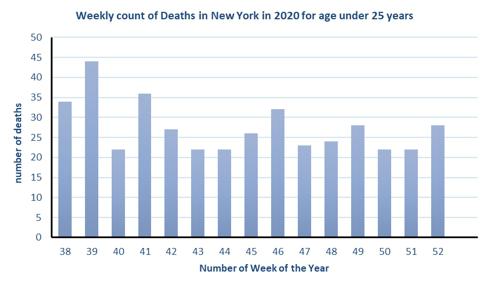 Weekly count of Deaths in New York in 2020 for age under 25 years
number of deaths
50
45
40
35
30
25
20
15
10
5
0
38 39 40 41 42 43 44 45 46 47 48 49 50 51 52
Number of Week of the Year